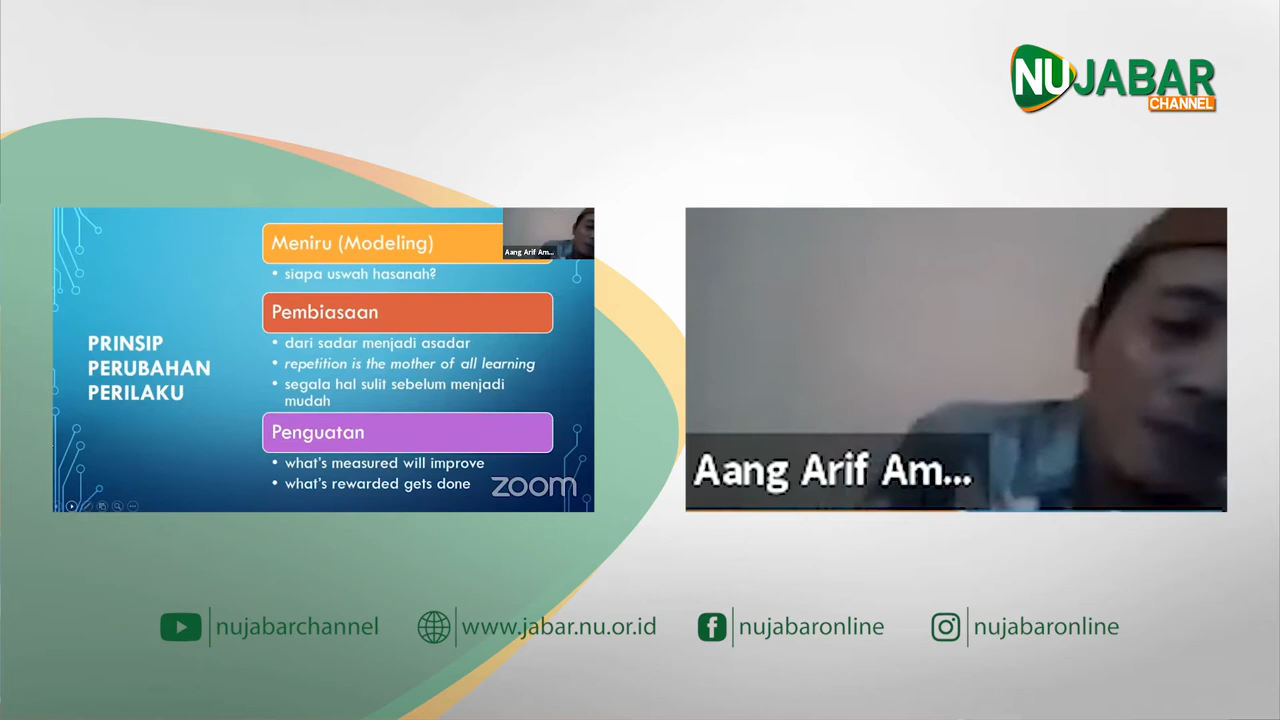 NU JABAR
CHANNEL
PRINSIP
PERUBAHAN
PERILAKU
Meniru (Modeling)
• siapa uswah hasanah?
Pembiasaan
• dari sadar menjadi asadar
• repetition is the mother of all learning
• segala hal sulit sebelum menjadi
mudah
Penguatan
• what's measured will improve
• what's rewarded gets done
zoom
Aang Arif Am...
Aang Arif Am...
nujabarchannel
www.jabar.nu.or.id
nujabaronline
nujabaronline